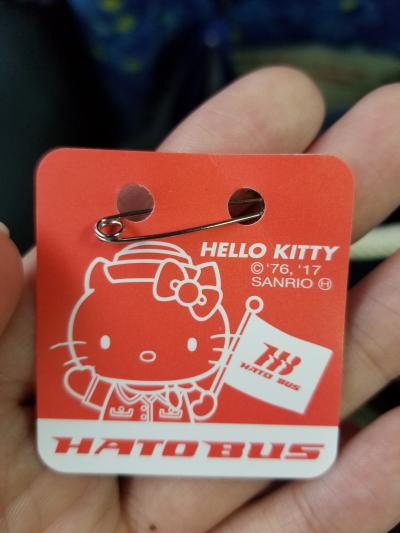 HELLO KITTY
© '76, '17
SANRIO Ⓗ
HATO BUS
HATO BUS